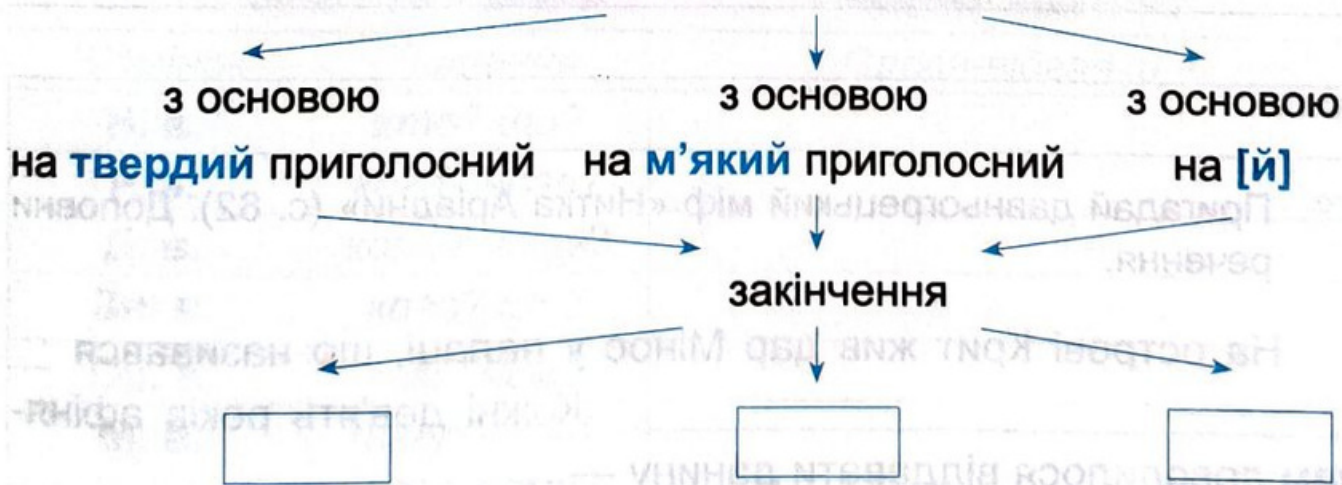 з основою на твердий приголосний
з основою на м’який приголосний
з основою на [й]
закінчення